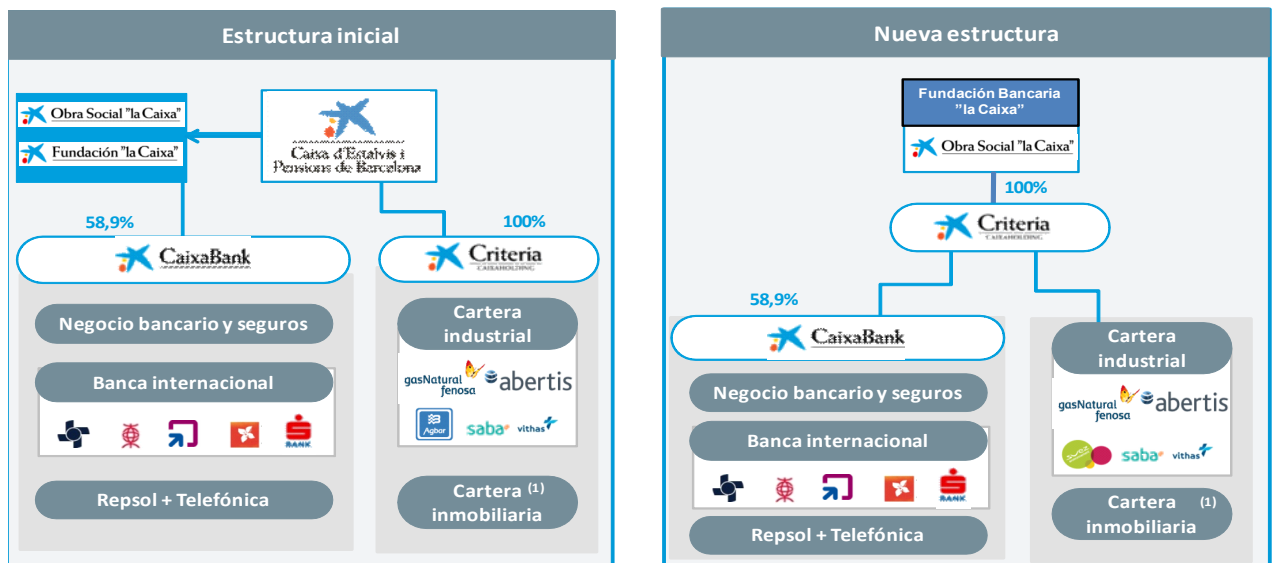 Estructura inicial
Obra Social "la Caixa"
Fundación "la Caixa"
Caixa d'Estalvis i
Pensions de Barcelona
58,9%
100%
CaixaBank
Criteria
CAIXAHOLDING
Negocio bancario y seguros
Banca internacional
BANK
Repsol + Telefónica
Cartera
industrial
gasNatural
fenosa
abertis
Agbar
saba
vithas
Cartera (1)
inmobiliaria
Nueva estructura
Fundación Bancaria
"la Caixa"
Obra Social "la Caixa"
100%
Criteria
CAIXAHOLDING
58,9%
CaixaBank
Negocio bancario y seguros
Banca internacional
BANK
Repsol + Telefónica
Cartera
industrial
gasNatural
fenosa
abertis
saba
vithas
Cartera (1)
inmobiliaria